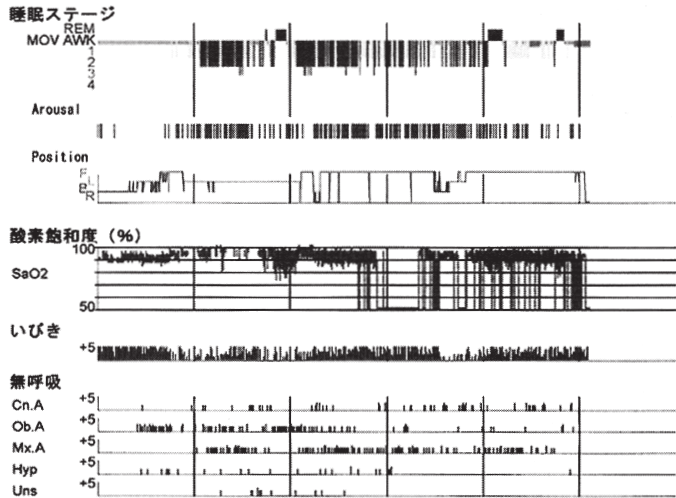 睡眠ステージ
REM
MOV AWK
1
2
3
4
Arousal
Position
F
L
B
R
酸素飽和度 (%)
100
SaO2
50
いびき
+5
無呼吸
Cn.A +5
Ob.A +5
Mx.A +5
Hyp +5
Uns +5